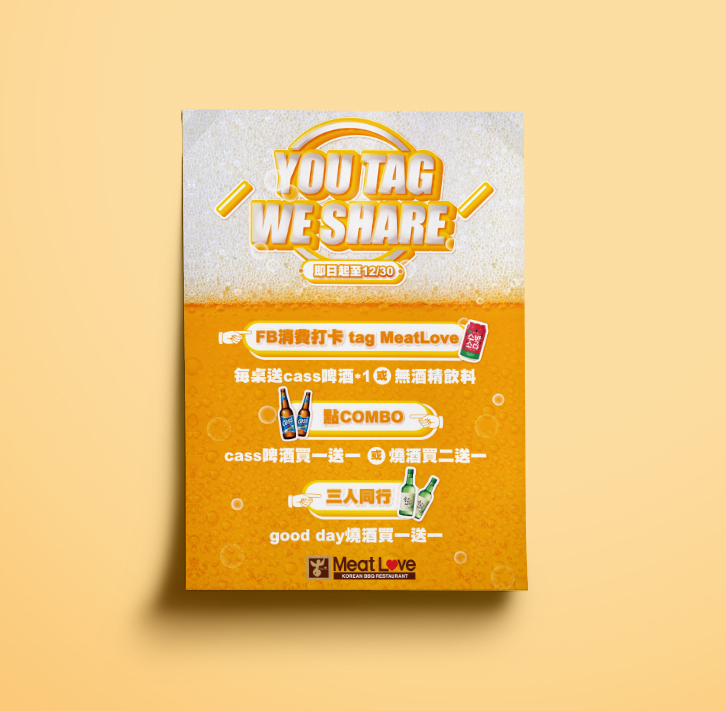 YOU TAG
WE SHARE
即日起至12/30
FB消費打卡 tag MeatLove
每桌送cass啤酒*1 或 無酒精飲料
點COMBO
cass啤酒買一送一 或 燒酒買二送一
三人同行
good day燒酒買一送一
Meat Love
KOREAN BBQ RESTAURANT